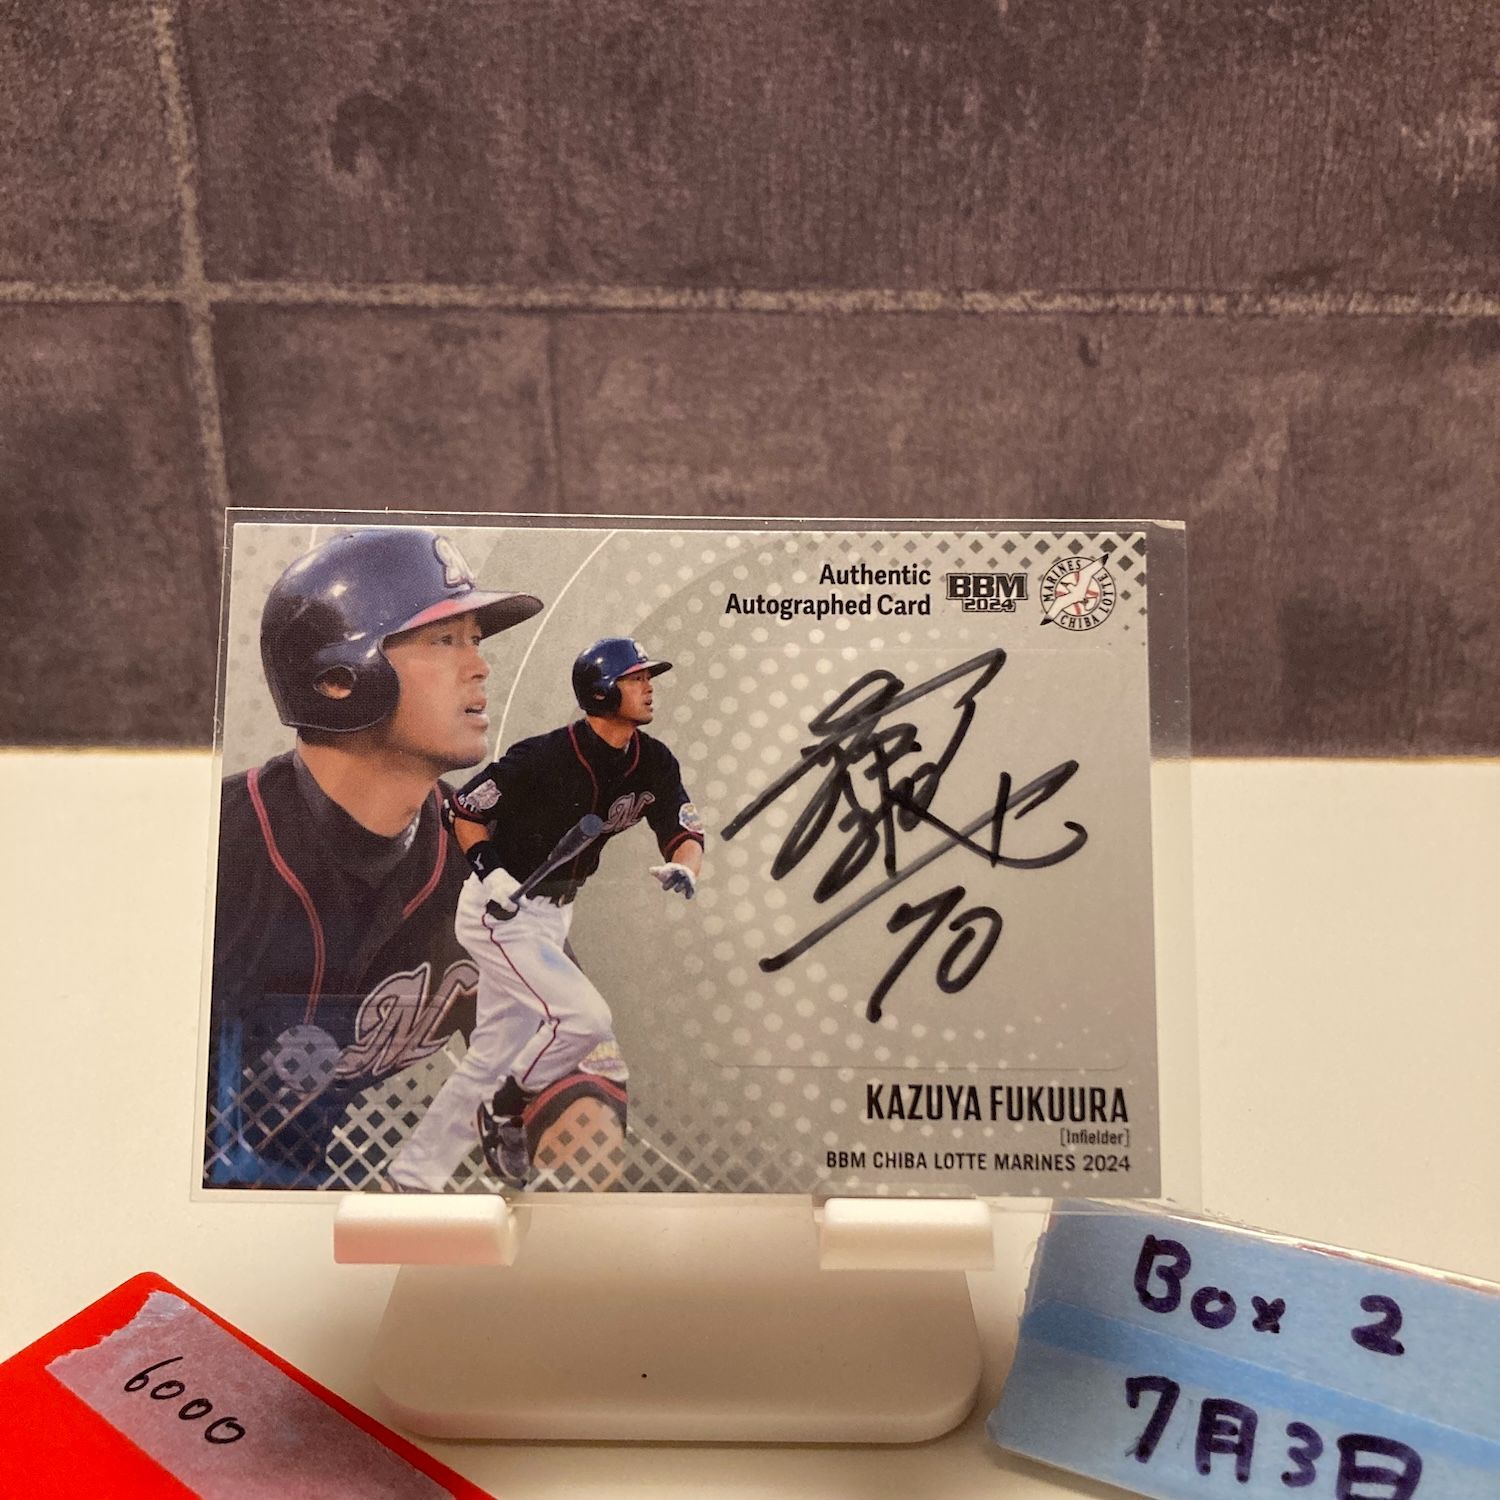 Authentic
Autographed Card
BBM
2024
MARINES
CHIBA LOTTE
70
KAZUYA FUKUURA
[Infielder]
BBM CHIBA LOTTE MARINES 2024
6000
Box 2
7月3日